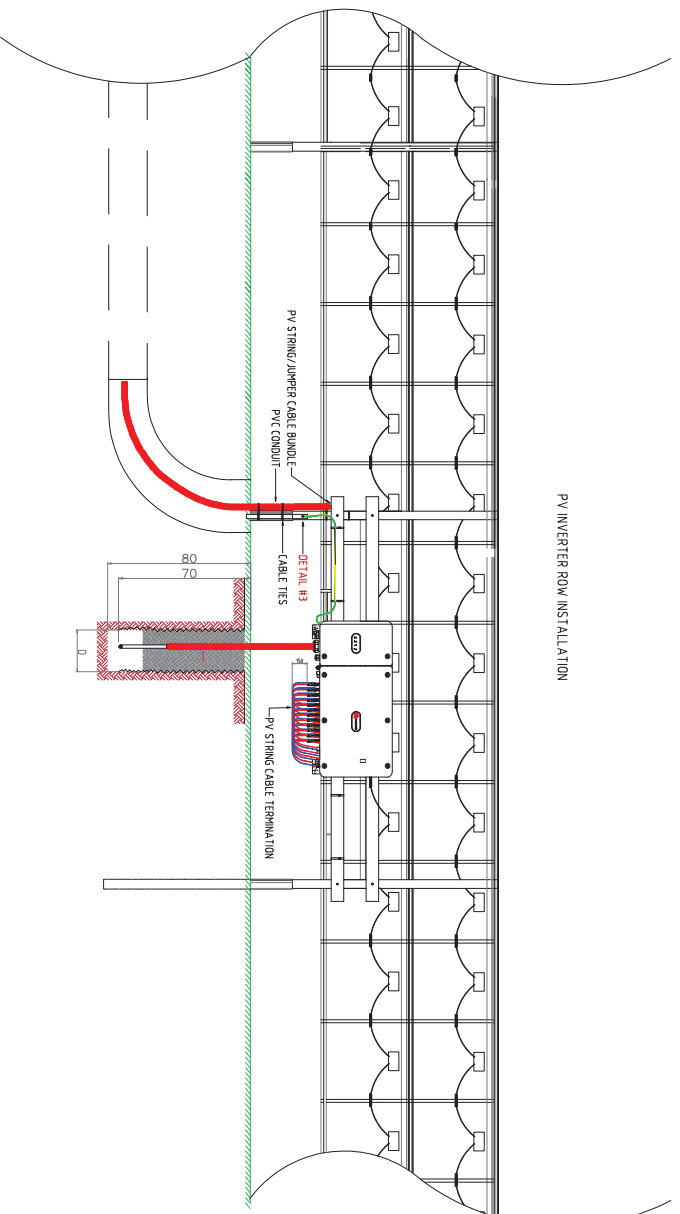 PV INVERTER ROW INSTALLATION
PV STRING/JUMPER CABLE BUNDLE
PVC CONDUIT
DETAIL #3
CABLE TIES
80
70
D
150
PV STRING CABLE TERMINATION